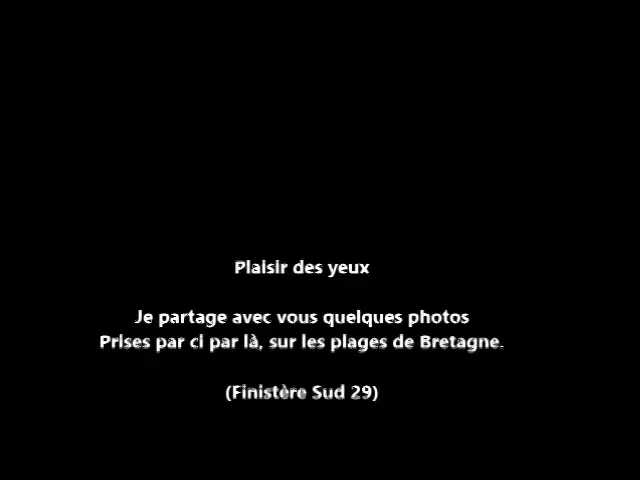 Plaisir des yeux
Je partage avec vous quelques photos
Prises par ci par là, sur les plages de Bretagne.
(Finistère Sud 29)